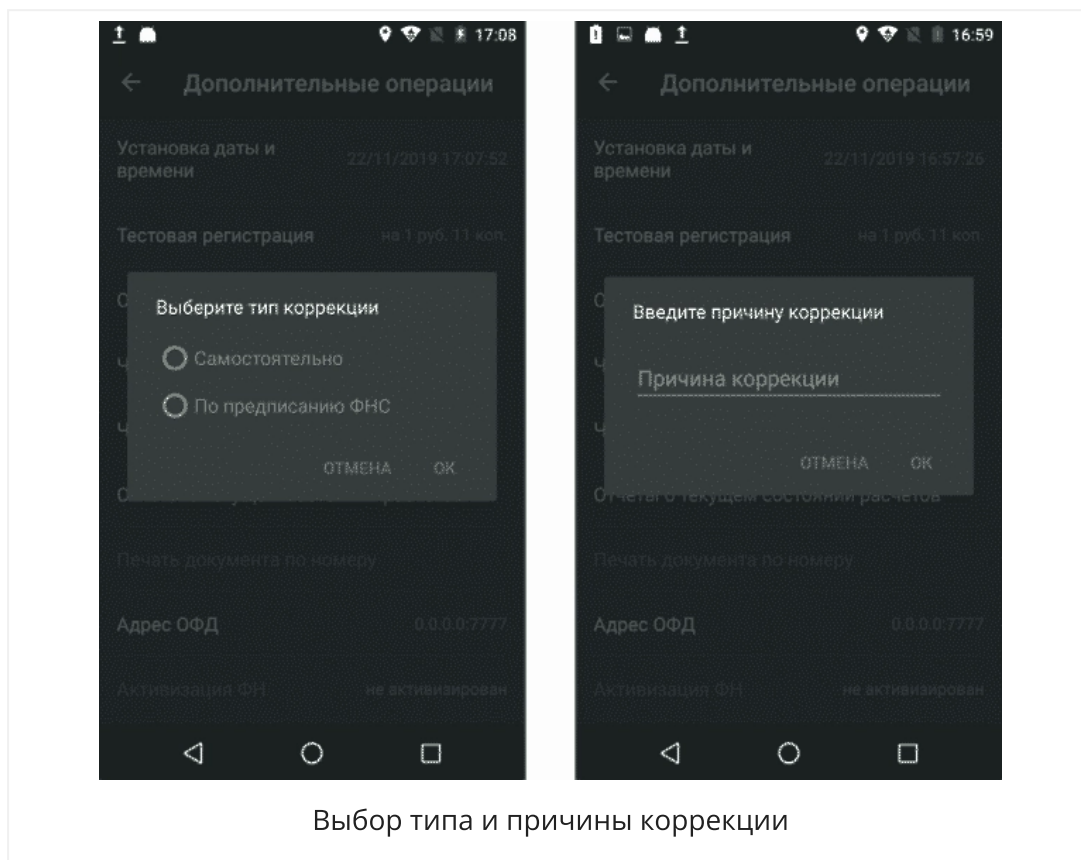 17:08
Дополнительные операции
Установка даты и времени
22/11/2019 17:07:52
Тестовая регистрация
на 1 руб. 11 коп.
Выберите тип коррекции
Самостоятельно
По предписанию ФНС
ОТМЕНА
ОК
Печать документа по номеру
Адрес ОФД
0.0.0.0:7777
Активизация ФН
не активизирован
16:59
Дополнительные операции
Установка даты и времени
22/11/2019 16:57:26
Тестовая регистрация
на 1 руб. 11 коп.
Введите причину коррекции
Причина коррекции
ОТМЕНА
ОК
Отчеты о текущем состоянии расчетов
Печать документа по номеру
Адрес ОФД
0.0.0.0:7777
Активизация ФН
не активизирован
Выбор типа и причины коррекции